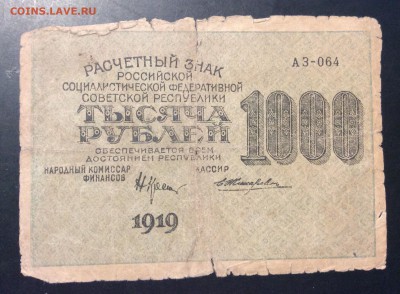 COINS.LAVE.RU
РАСЧЕТНЫЙ ЗНАК
РОССИЙСКОЙ
СОЦИАЛИСТИЧЕСКОЙ ФЕДЕРАТИВНОЙ
СОВЕТСКОЙ РЕСПУБЛИКИ
АЗ-064
ТЫСЯЧА
РУБЛЕЙ
1000
ОБЕСПЕЧИВАЕТСЯ ВСЕМ
ДОСТОЯНИЕМ РЕСПУБЛИКИ
НАРОДНЫЙ КОМИССАР
ФИНАНСОВ
АССИР
1919